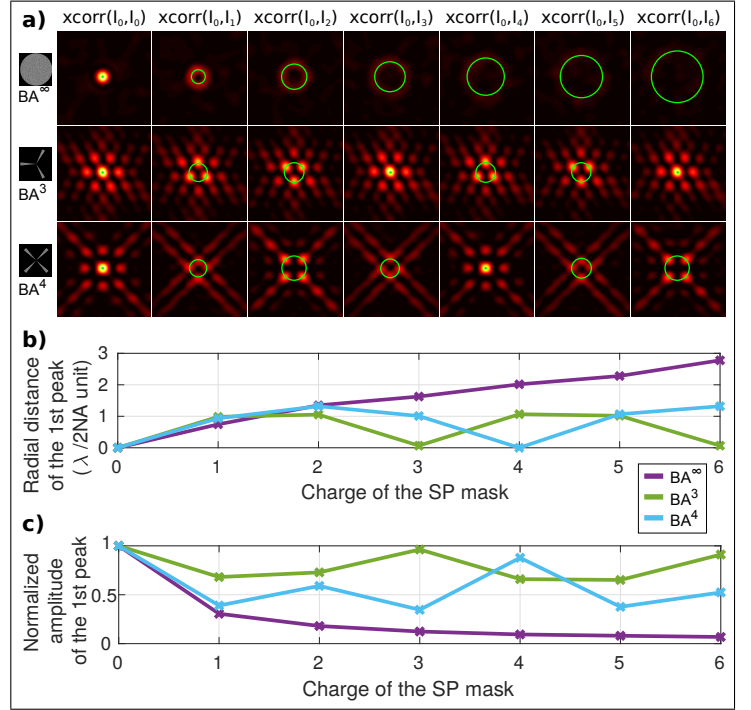 a)
xcorr(I₀,I₀) xcorr(I₀,I₁) xcorr(I₀,I₂) xcorr(I₀,I₃) xcorr(I₀,I₄) xcorr(I₀,I₅) xcorr(I₀,I₆)
BA∞
BA³
BA⁴
b)
Radial distance
of the 1st peak
(λ/2NA unit)
3
2
1
0
0 1 2 3 4 5 6
Charge of the SP mask
BA∞
BA³
BA⁴
c)
Normalized
amplitude
of the 1st peak
1
0.5
0
0 1 2 3 4 5 6
Charge of the SP mask